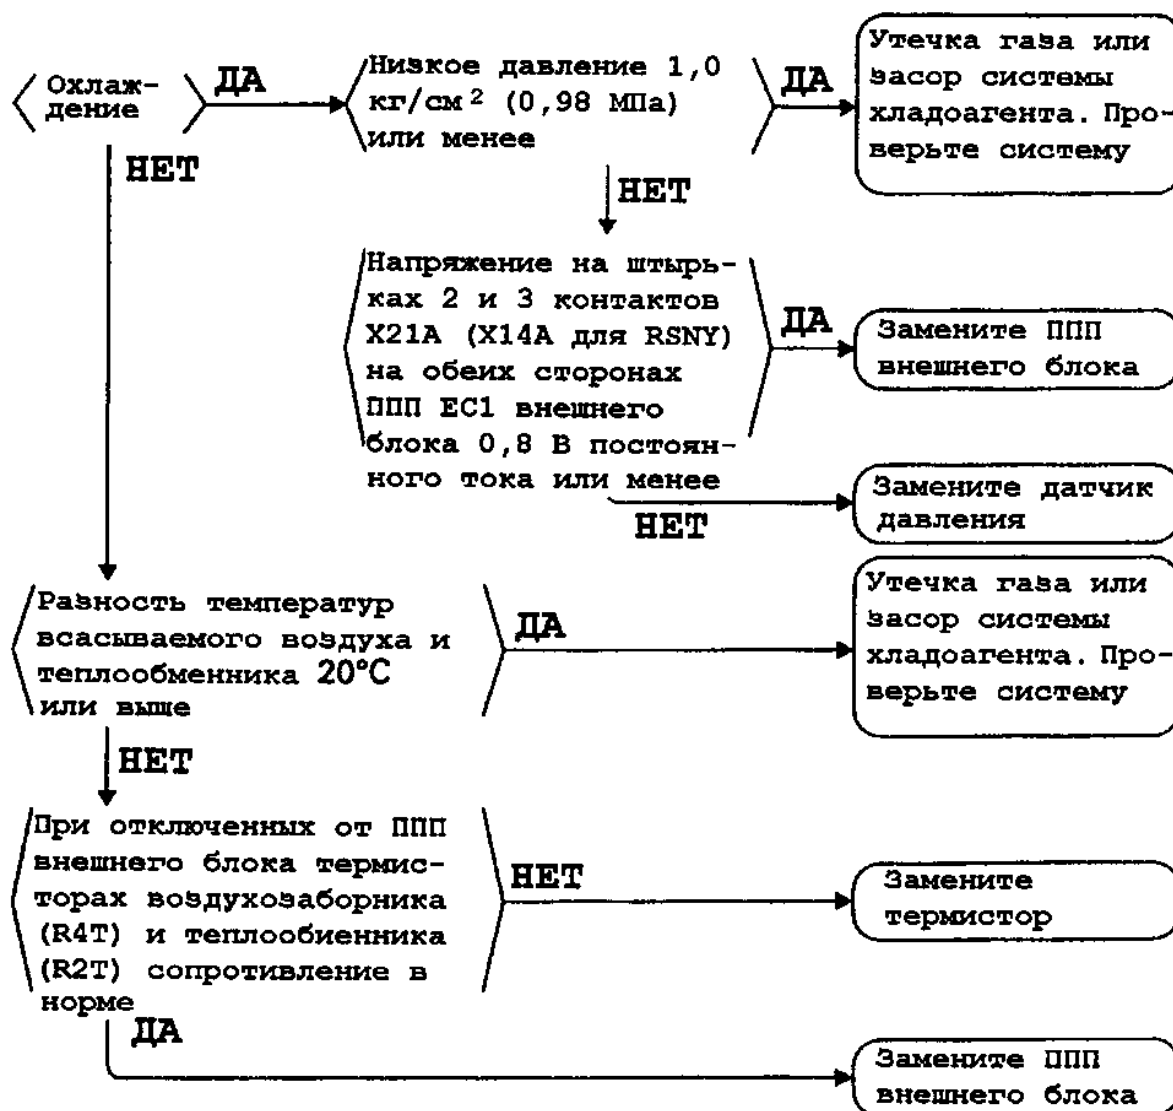 Охлаж-
дение
ДА
Низкое давление 1,0
кг/см² (0,98 МПа)
или менее
ДА
Утечка газа или
засор системы
хладоагента. Про-
верьте систему
НЕТ
НЕТ
Напряжение на штырь-
ках 2 и 3 контактов
X21A (X14A для RSNY)
на обеих сторонах
ППП EC1 внешнего
блока 0,8 В постоян-
ного тока или менее
ДА
Замените ППП
внешнего блока
НЕТ
Замените датчик
давления
Разность температур
всасываемого воздуха и
теплообменника 20°C
или выше
ДА
Утечка газа или
засор системы
хладоагента. Про-
верьте систему
НЕТ
При отключенных от ППП
внешнего блока термис-
торах воздухозаборника
(R4T) и теплообиенника
(R2T) сопротивление в
норме
НЕТ
Замените
термистор
ДА
Замените ППП
внешнего блока